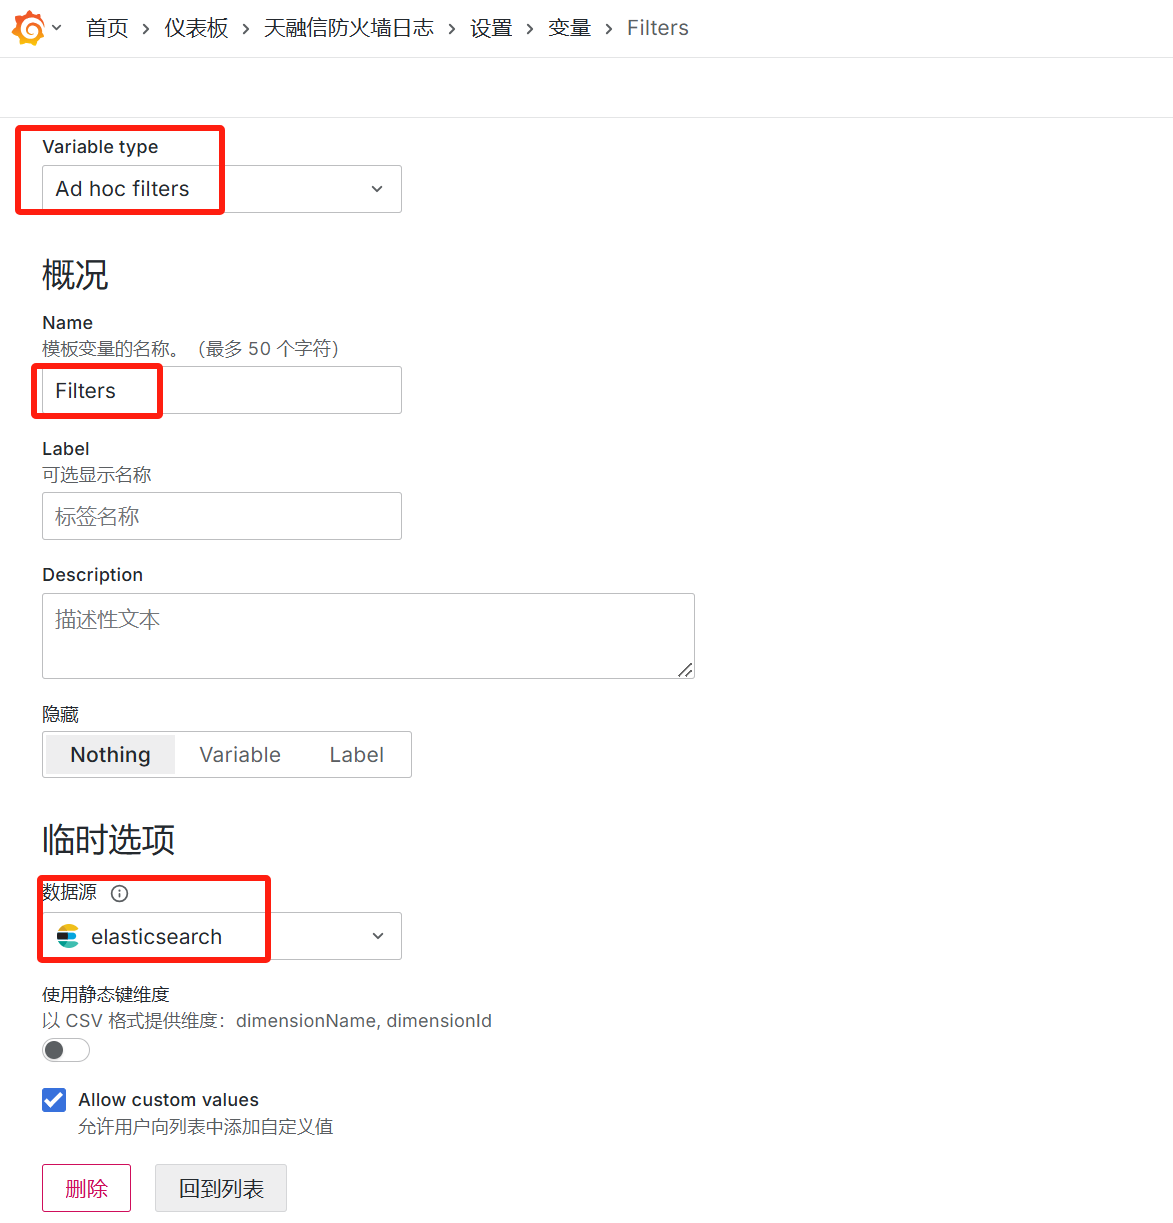 首页 › 仪表板 › 天融信防火墙日志 › 设置 › 变量 › Filters
Variable type
Ad hoc filters
概况
Name
模板变量的名称。（最多 50 个字符）
Filters
Label
可选显示名称
标签名称
Description
描述性文本
隐藏
Nothing Variable Label
临时选项
数据源
elasticsearch
使用静态键维度
以 CSV 格式提供维度：dimensionName, dimensionId
Allow custom values
允许用户向列表中添加自定义值
删除 回到列表